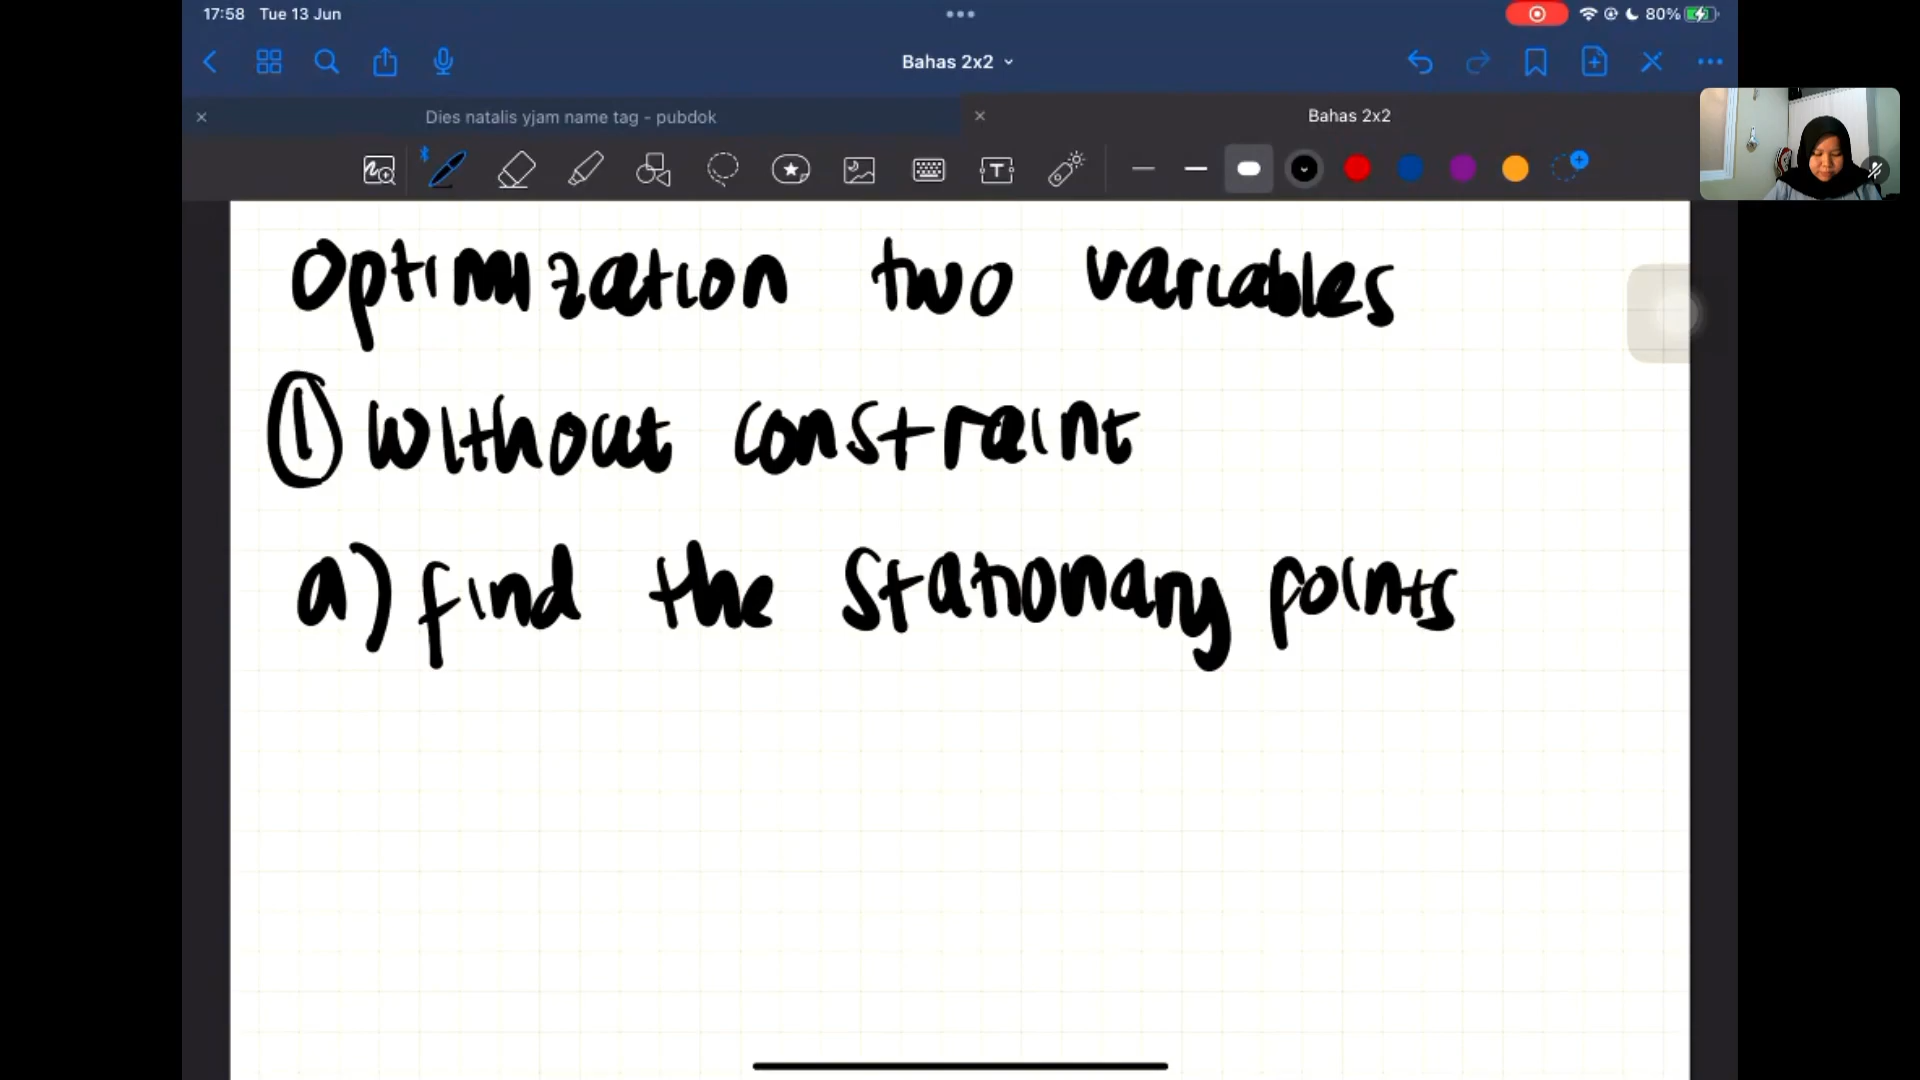 17:58 Tue 13 Jun
80%
Bahas 2x2
Dies natalis yjam name tag - pubdok
Bahas 2x2
Optimization two variables
① without constraint
a) find the stationary points